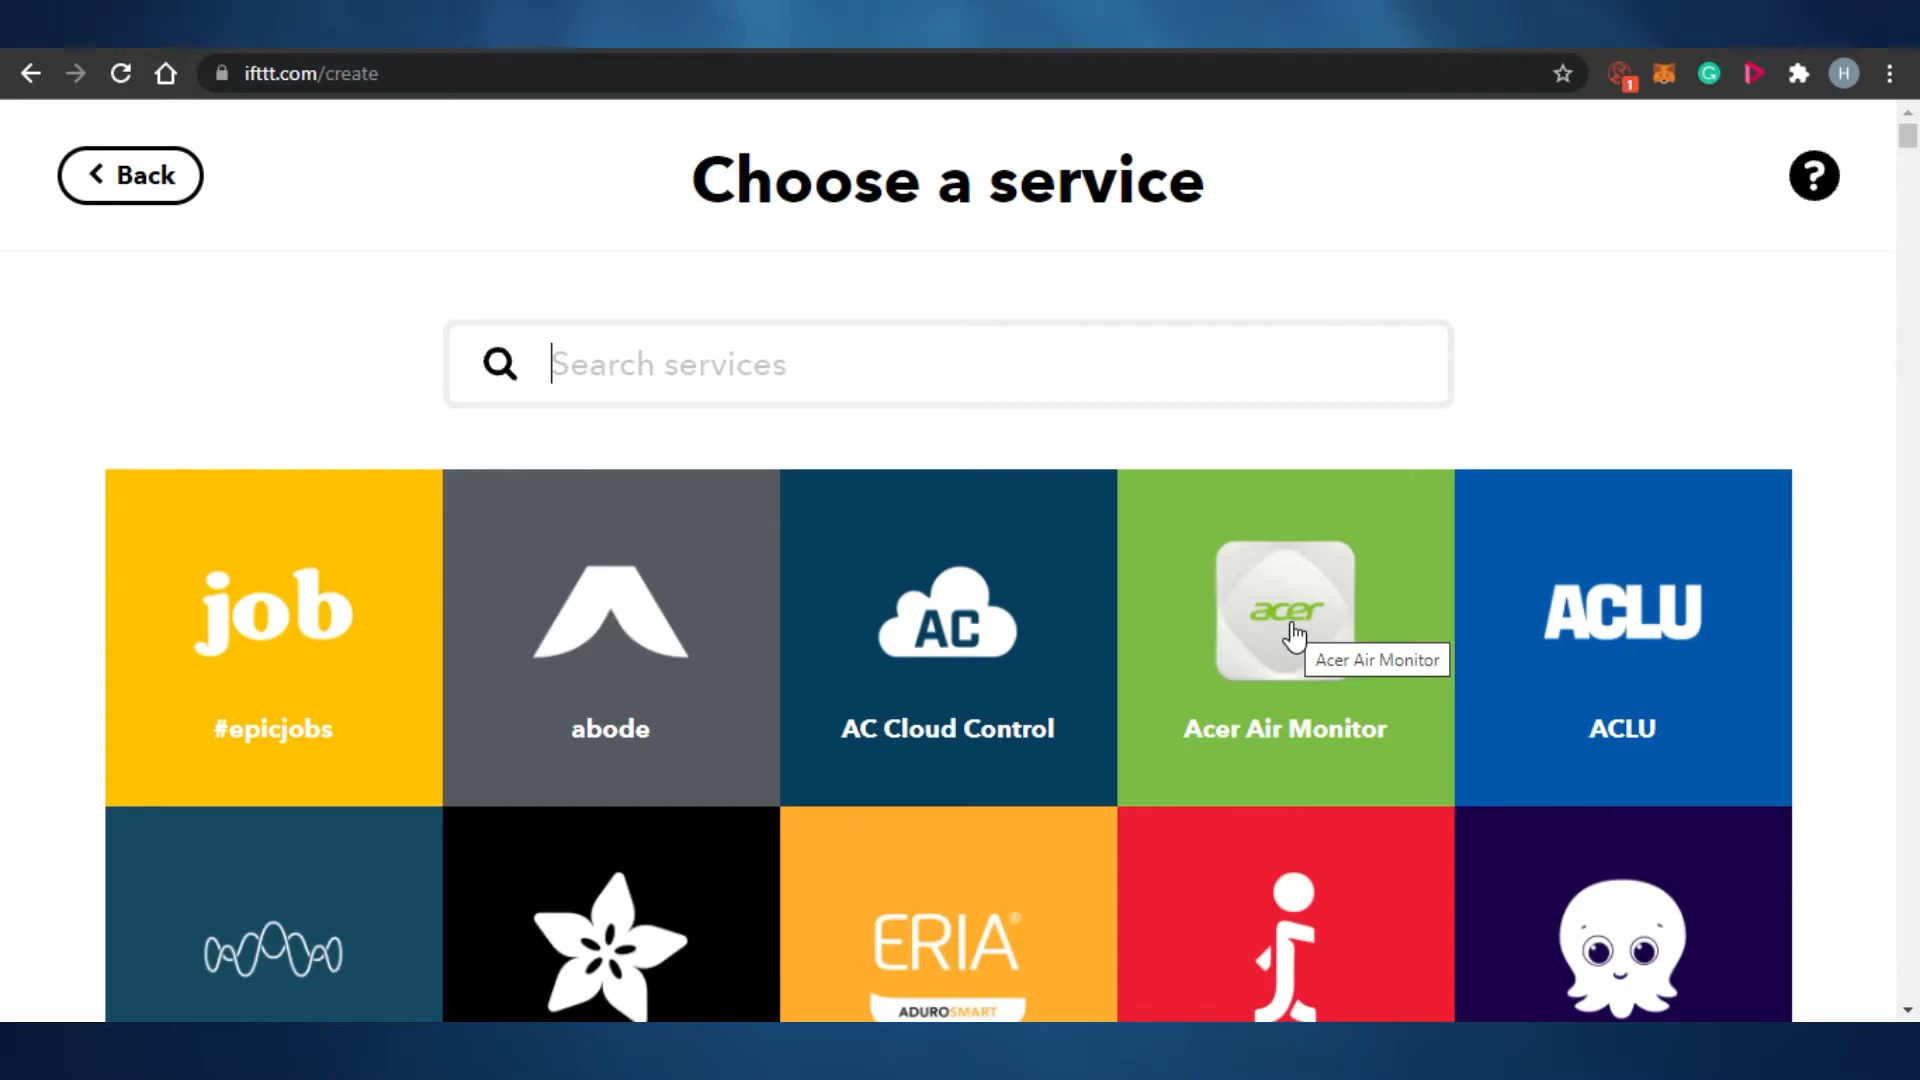 ifttt.com/create
1
H
Back
Choose a service
?
Search services
job
AC
acer
ACLU
Acer Air Monitor
#epicjobs
abode
AC Cloud Control
Acer Air Monitor
ACLU
ERIA®
ADUROSMART